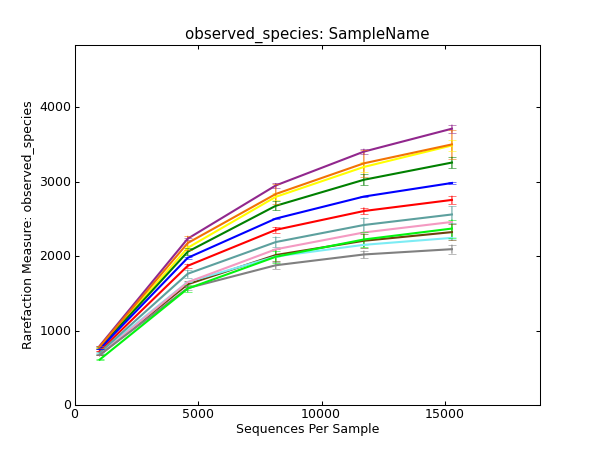 observed_species: SampleName
Rarefaction Measure: observed_species
4000
3000
2000
1000
0
0 5000 10000 15000
Sequences Per Sample